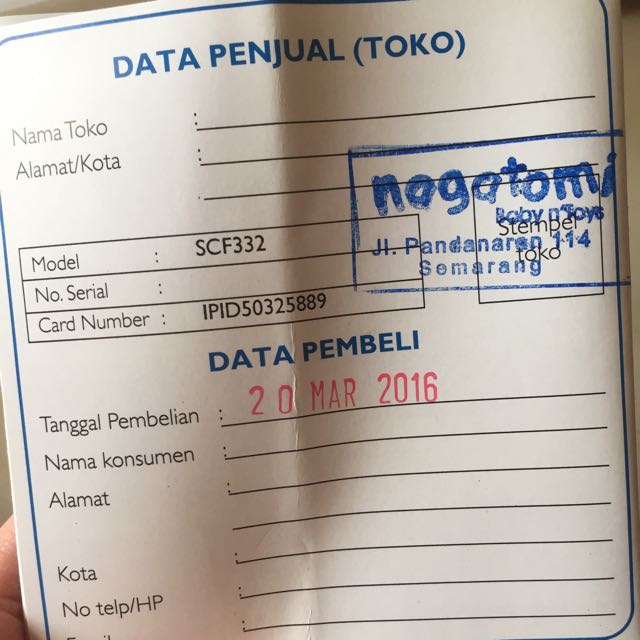 DATA PENJUAL (TOKO)
Nama Toko :
Alamat/Kota :
nogotomi
Baby n'Toys
Jl. Pandanaran 114
Semarang
Stempel
toko
Model : SCF332
No. Serial :
Card Number : IPID50325889
DATA PEMBELI
Tanggal Pembelian : 20 MAR 2016
Nama konsumen :
Alamat :
Kota :
No telp/HP :